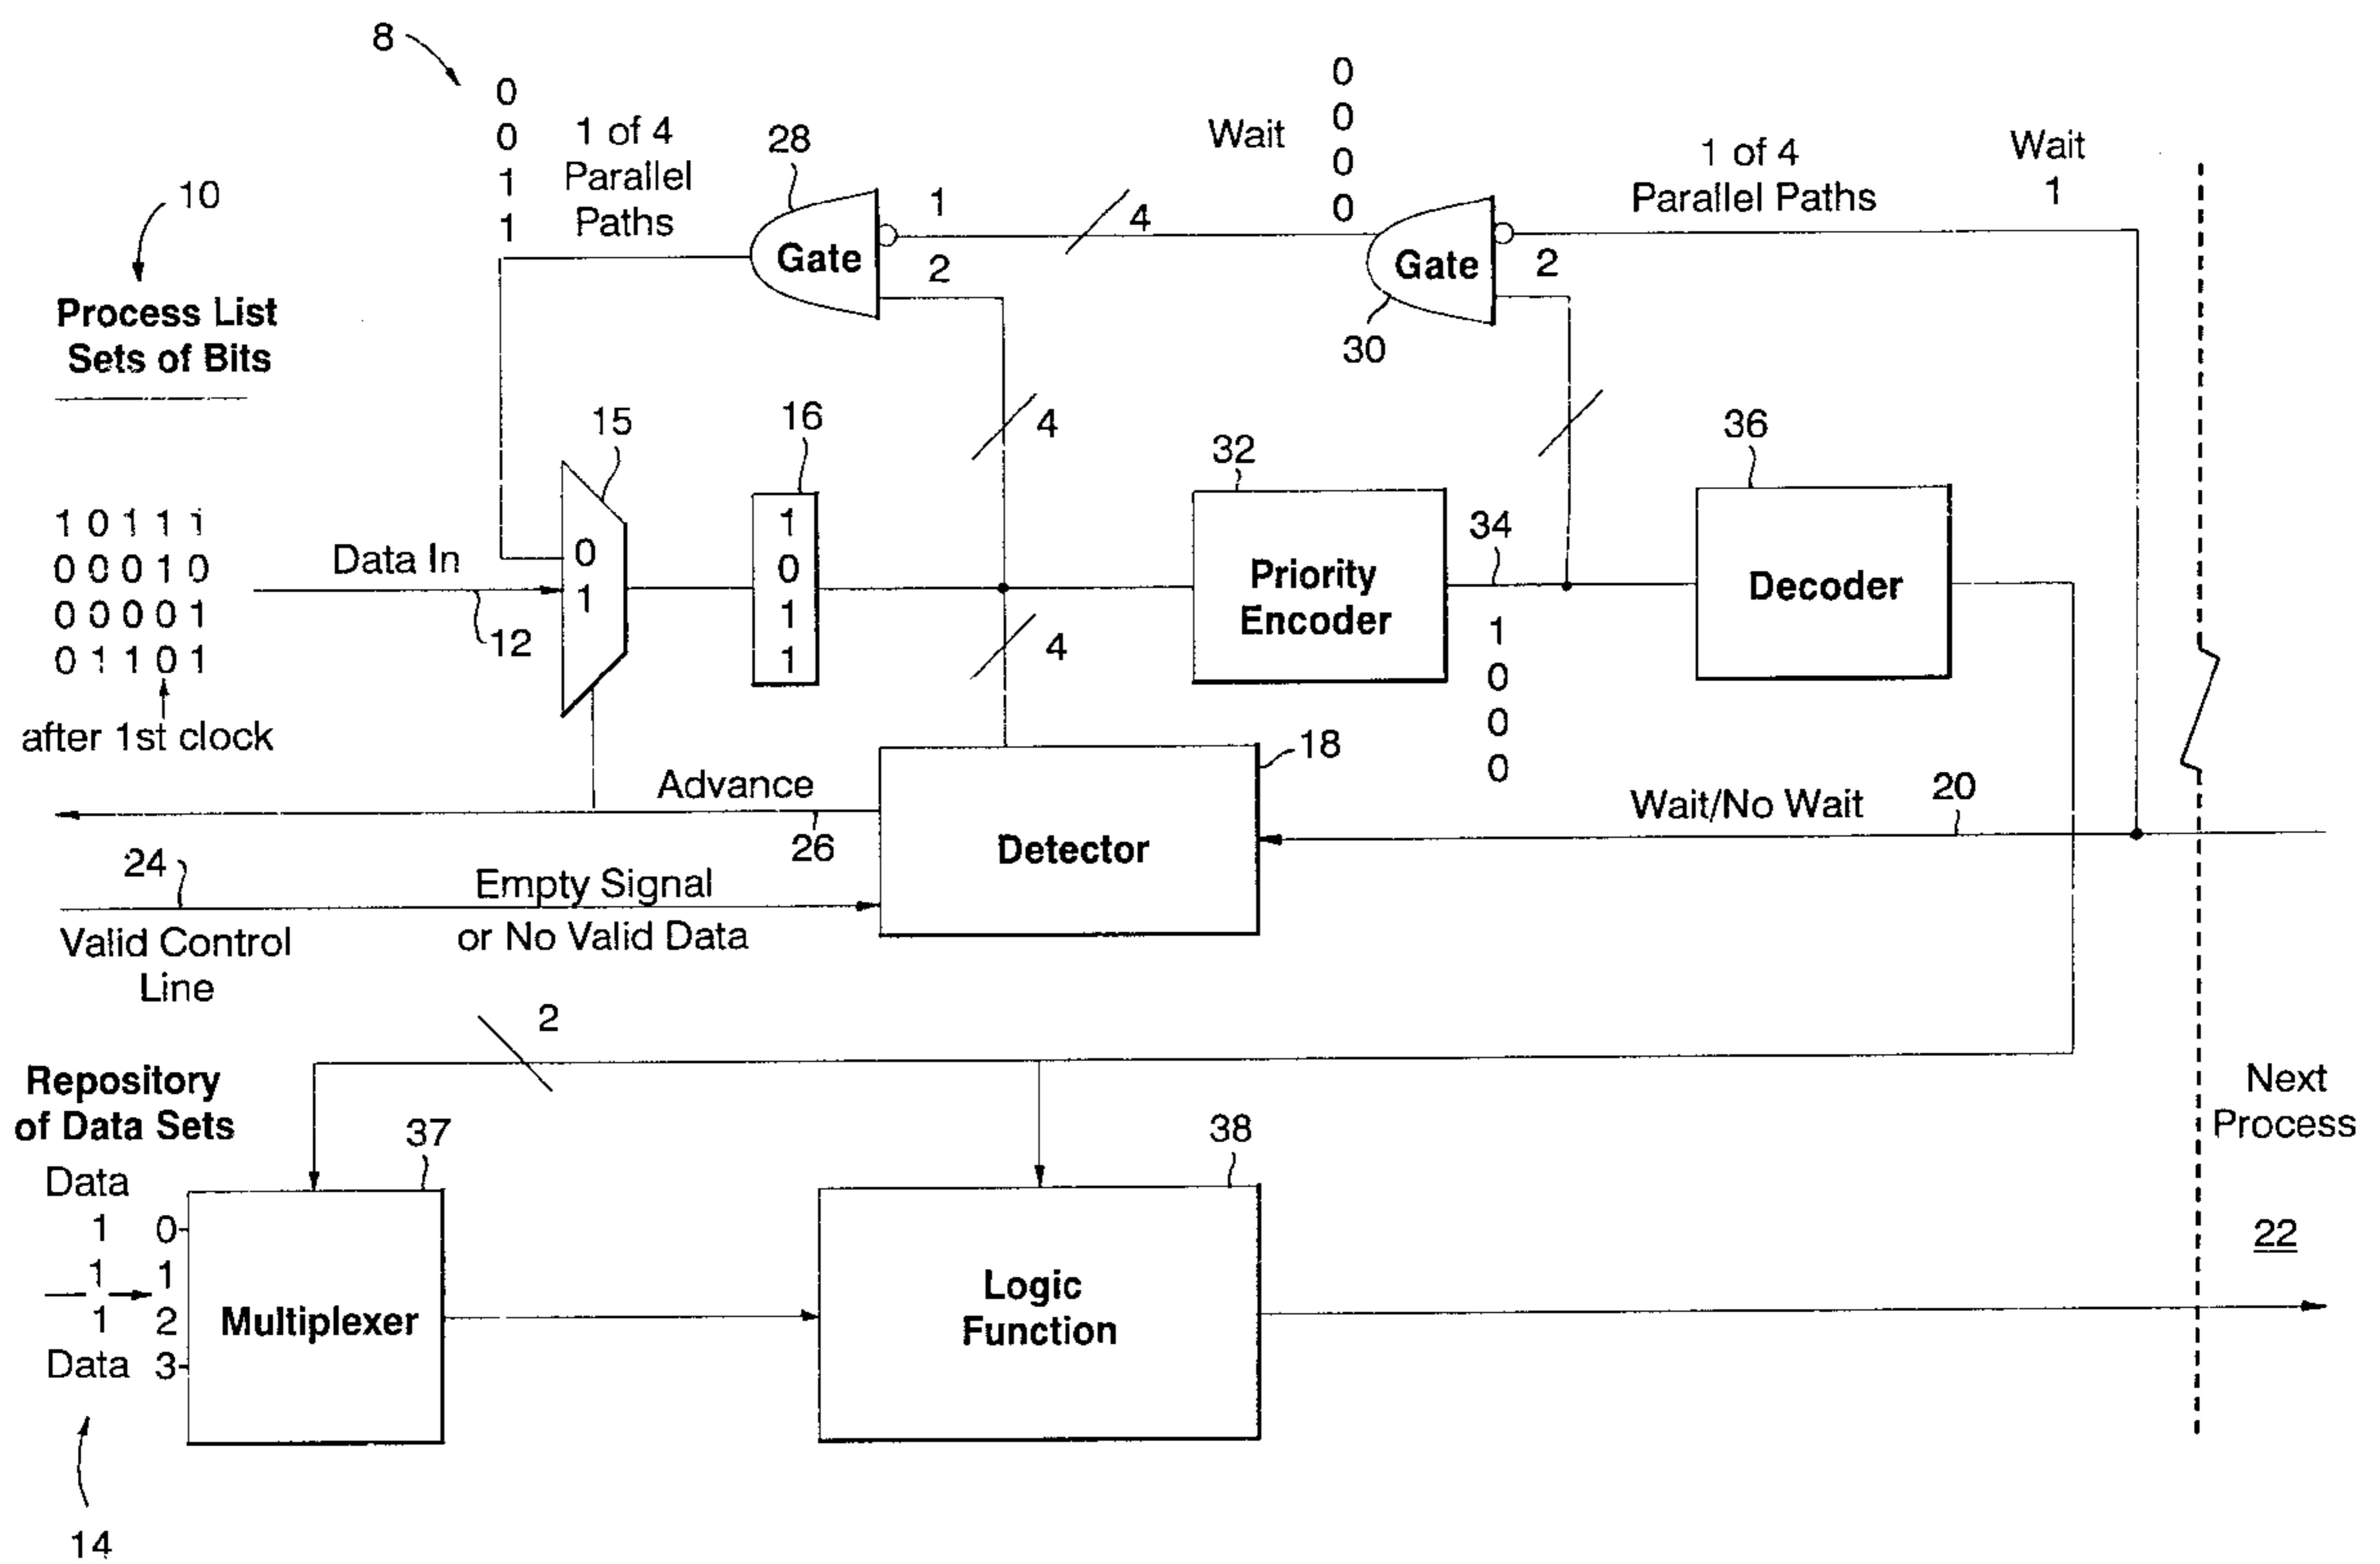 8
0
0
1
1
1 of 4
Parallel
Paths
28
Gate
1
2
4
Wait
0
0
0
0
Gate
2
30
1 of 4
Parallel Paths
Wait
1
10
Process List
Sets of Bits
1 0 1 1 1
0 0 0 1 0
0 0 0 0 1
0 1 1 0 1
after 1st clock
Data In
12
15
0
1
16
1
0
1
1
4
4
32
Priority
Encoder
34
1
0
0
0
36
Decoder
Advance
26
18
Detector
Wait/No Wait
20
24
Valid Control
Line
Empty Signal
or No Valid Data
2
Repository
of Data Sets
Data
1
1
1
Data
0
1
2
3
37
Multiplexer
38
Logic
Function
Next
Process
22
14